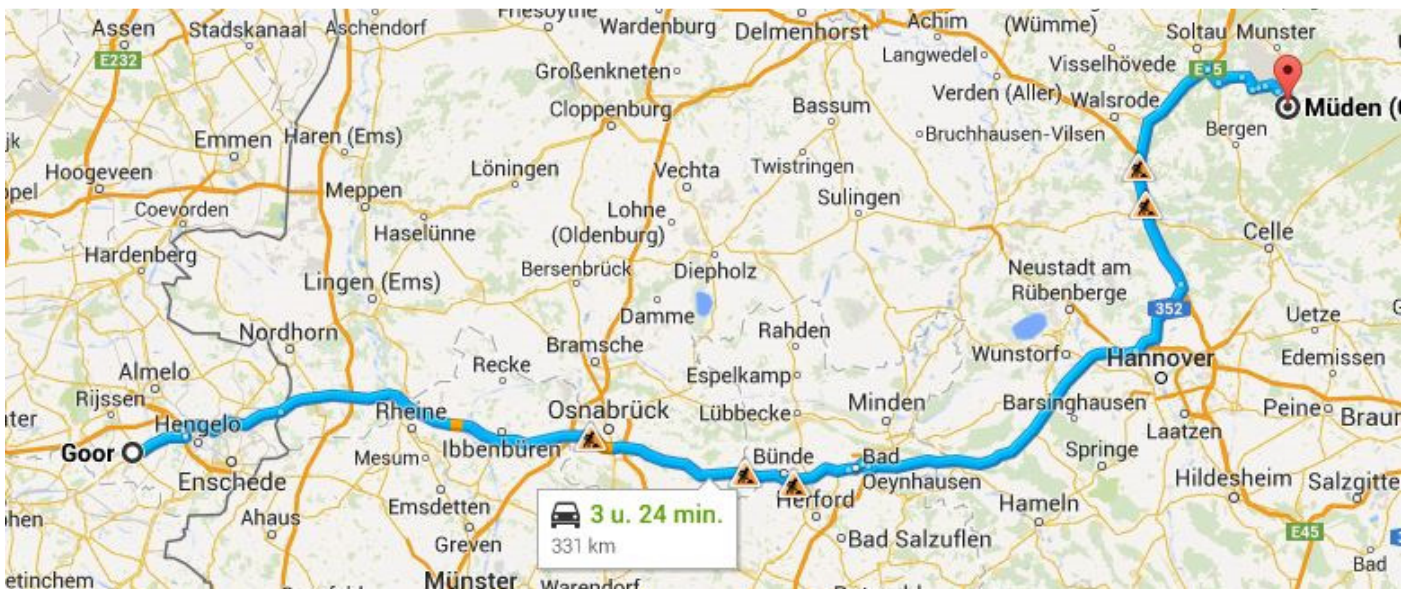 Friesoythe
Wardenburg
Delmenhorst
Achim
(Wümme)
Soltau
Munster
Assen
Stadskanaal
Aschendorf
E232
Langwedel
Visselhövede
Großenkneten
Cloppenburg
Bassum
Verden (Aller)
Walsrode
Müden (
Bruchhausen-Vilsen
Bergen
Emmen
Haren (Ems)
Hoogeveen
Löningen
Vechta
Twistringen
Meppen
Coevorden
Haselünne
Lohne
(Oldenburg)
Sulingen
Celle
Hardenberg
Lingen (Ems)
Bersenbrück
Diepholz
Neustadt am
Rübenberge
Damme
352
Uetze
Nordhorn
Bramsche
Rahden
Wunstorf
Hannover
Edemissen
Almelo
Recke
Espelkamp
Rijssen
Rheine
Osnabrück
Lübbecke
Minden
Barsinghausen
Peine
Braun
Hengelo
Goor
Ibbenbüren
Laatzen
Mesum
Bünde
Bad
Oeynhausen
Springe
Enschede
Hildesheim
Salzgitte
Emsdetten
3 u. 24 min.
331 km
Herford
Hameln
Ahaus
E45
Greven
Bad Salzuflen
Bad
Münster
Warendorf